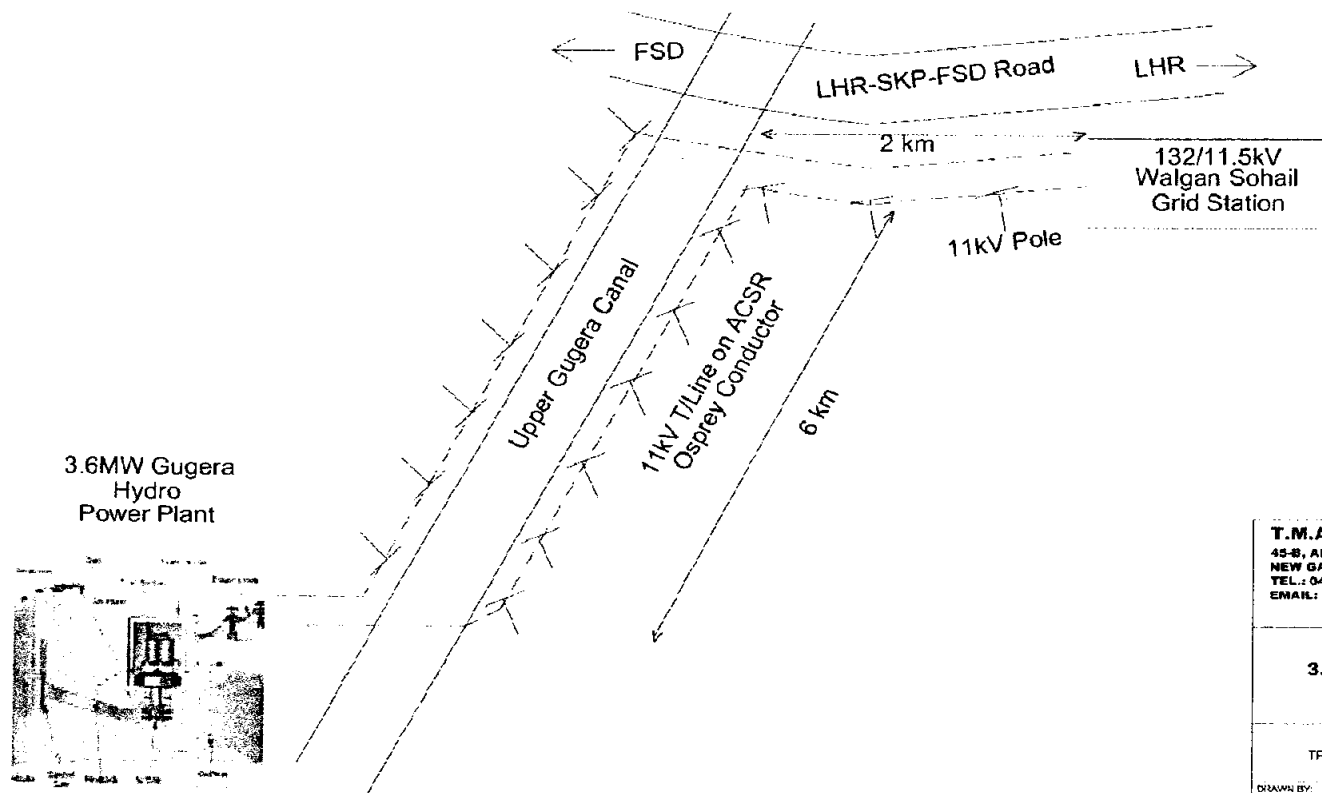 FSD
LHR-SKP-FSD Road
LHR
2 km
132/11.5kV
Walgan Sohail
Grid Station
11kV Pole
Upper Gugera Canal
11kV T/Line on ACSR
Osprey Conductor
6 km
3.6MW Gugera
Hydro
Power Plant
T.M.A
45-B, A
NEW GA
TEL.: 04
EMAIL:
3.
DRAWN BY: